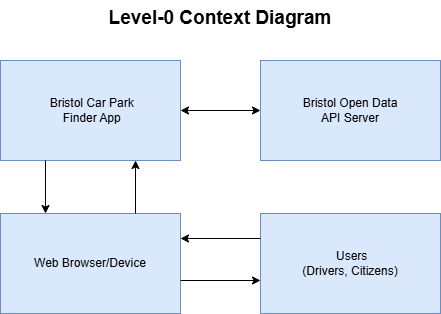 Level-0 Context Diagram
Bristol Car Park
Finder App
Bristol Open Data
API Server
Web Browser/Device
Users
(Drivers, Citizens)